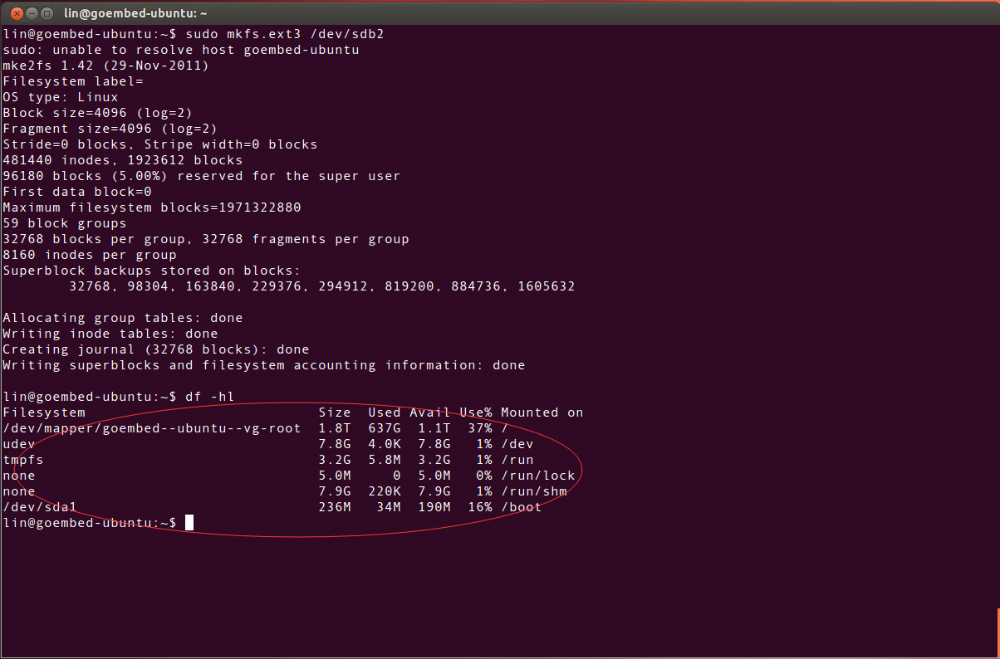 lin@goembed-ubuntu: ~
lin@goembed-ubuntu:~$ sudo mkfs.ext3 /dev/sdb2
sudo: unable to resolve host goembed-ubuntu
mke2fs 1.42 (29-Nov-2011)
Filesystem label=
OS type: Linux
Block size=4096 (log=2)
Fragment size=4096 (log=2)
Stride=0 blocks, Stripe width=0 blocks
481440 inodes, 1923612 blocks
96180 blocks (5.00%) reserved for the super user
First data block=0
Maximum filesystem blocks=1971322880
59 block groups
32768 blocks per group, 32768 fragments per group
8160 inodes per group
Superblock backups stored on blocks:
        32768, 98304, 163840, 229376, 294912, 819200, 884736, 1605632
Allocating group tables: done
Writing inode tables: done
Creating journal (32768 blocks): done
Writing superblocks and filesystem accounting information: done
lin@goembed-ubuntu:~$ df -hl
Filesystem                            Size  Used Avail Use% Mounted on
/dev/mapper/goembed--ubuntu--vg-root  1.8T  637G  1.1T  37% /
udev                                  7.8G  4.0K  7.8G   1% /dev
tmpfs                                 3.2G  5.8M  3.2G   1% /run
none                                  5.0M     0  5.0M   0% /run/lock
none                                  7.9G  220K  7.9G   1% /run/shm
/dev/sda1                             236M   34M  190M  16% /boot
lin@goembed-ubuntu:~$